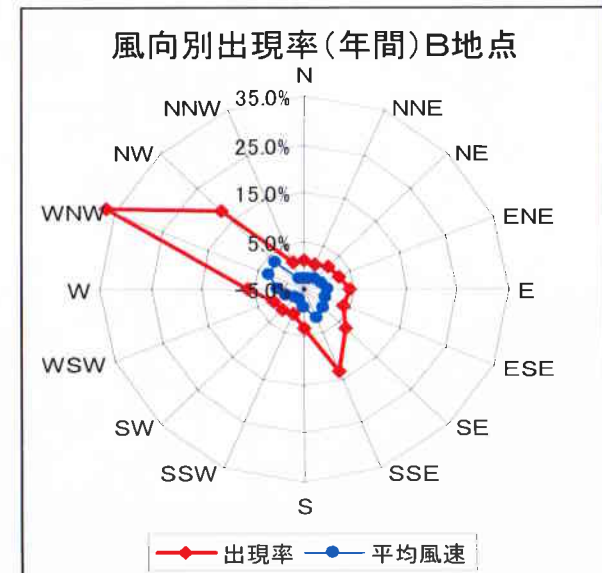 風向別出現率(年間)B地点
N
NNE
NE
ENE
E
ESE
SE
SSE
S
SSW
SW
WSW
W
WNW
NW
NNW
35.0%
25.0%
15.0%
5.0%
-5.0%
出現率 平均風速